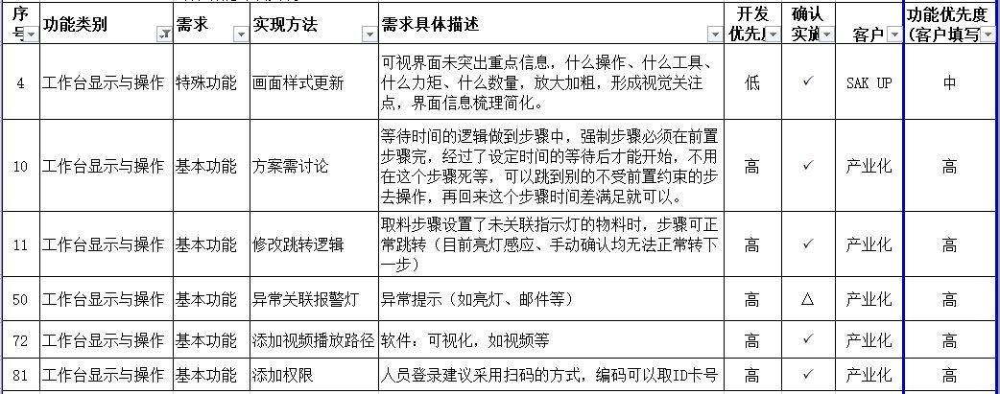 序号 功能类别 需求 实现方法 需求具体描述 开发优先度 确认实施 客户 功能优先度(客户填写
4 工作台显示与操作 特殊功能 画面样式更新 可视界面未突出重点信息，什么操作、什么工具、
什么力矩、什么数量，放大加粗，形成视觉关注
点，界面信息梳理简化。 低 ✓ SAK UP 中
10 工作台显示与操作 基本功能 方案需讨论 等待时间的逻辑做到步骤中，强制步骤必须在前置
步骤完，经过了设定时间的等待后才能开始，不用
在这个步骤死等，可以跳到别的不受前置约束的步
去操作，再回来这个步骤时间差满足就可以。 高 ✓ 产业化 高
11 工作台显示与操作 基本功能 修改跳转逻辑 取料步骤设置了未关联指示灯的物料时，步骤可正
常跳转（目前亮灯感应、手动确认均无法正常转下
一步） 高 ✓ 产业化 高
50 工作台显示与操作 基本功能 异常关联报警灯 异常提示（如亮灯、邮件等） 高 △ 产业化 高
72 工作台显示与操作 基本功能 添加视频播放路径 软件：可视化，如视频等 高 ✓ 产业化 高
81 工作台显示与操作 基本功能 添加权限 人员登录建议采用扫码的方式，编码可以取ID卡号 高 ✓ 产业化 高